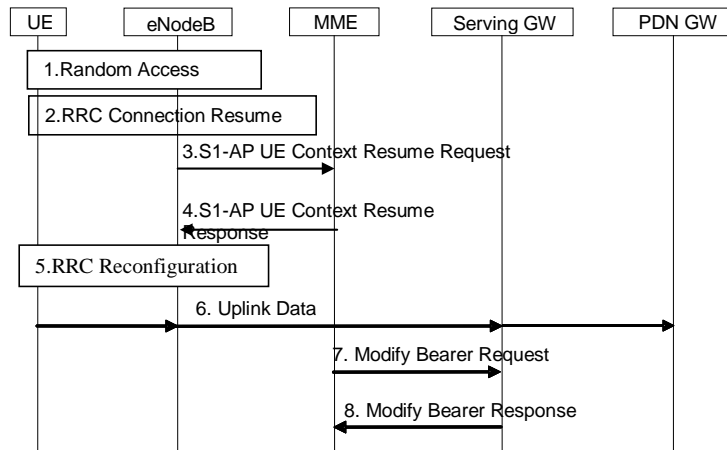 UE
eNodeB
MME
Serving GW
PDN GW
1.Random Access
2.RRC Connection Resume
3.S1-AP UE Context Resume Request
4.S1-AP UE Context Resume
Response
5.RRC Reconfiguration
6. Uplink Data
7. Modify Bearer Request
8. Modify Bearer Response